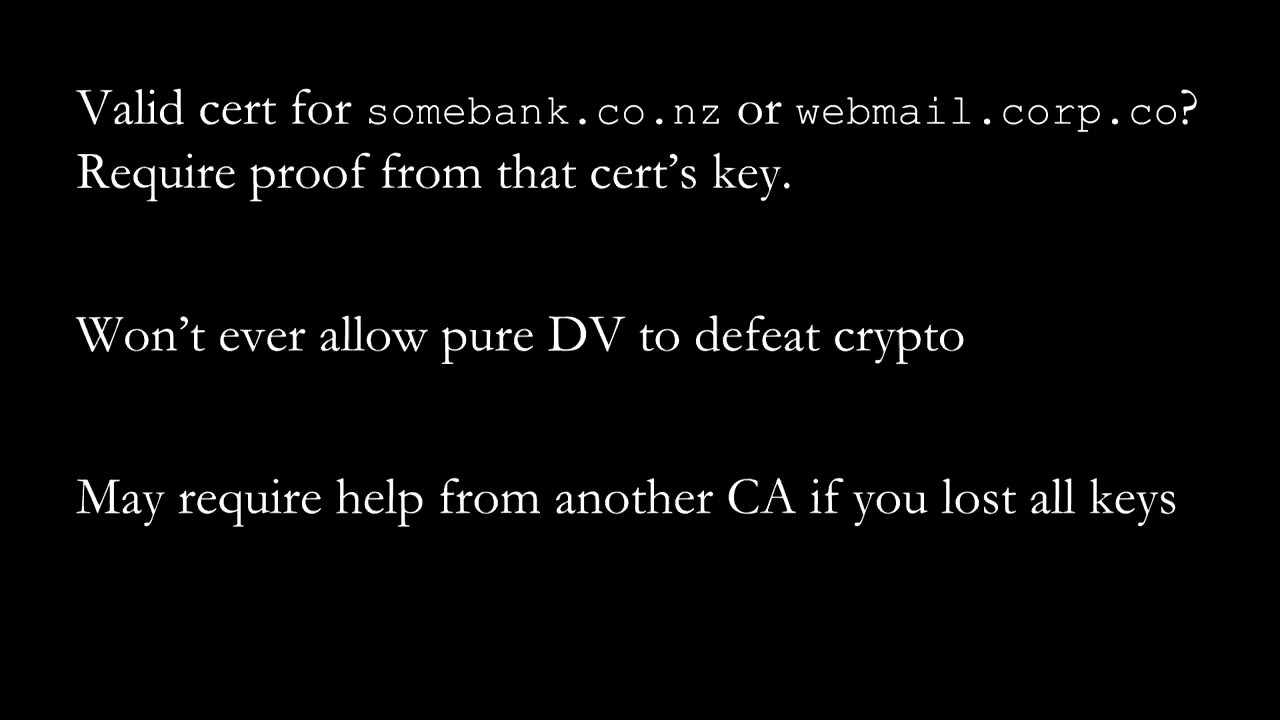 Valid cert for somebank.co.nz or webmail.corp.co?
Require proof from that cert’s key.
Won’t ever allow pure DV to defeat crypto
May require help from another CA if you lost all keys